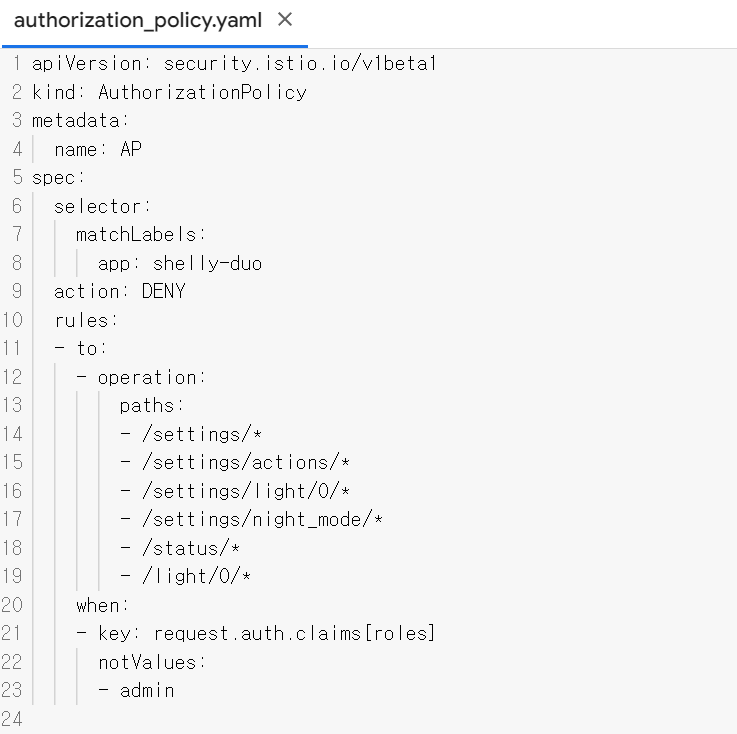 authorization_policy.yaml ×
1 apiVersion: security.istio.io/v1beta1
2 kind: AuthorizationPolicy
3 metadata:
4   name: AP
5 spec:
6   selector:
7     matchLabels:
8       app: shelly-duo
9   action: DENY
10   rules:
11   - to:
12     - operation:
13         paths:
14         - /settings/*
15         - /settings/actions/*
16         - /settings/light/0/*
17         - /settings/night_mode/*
18         - /status/*
19         - /light/0/*
20     when:
21     - key: request.auth.claims[roles]
22       notValues:
23       - admin
24